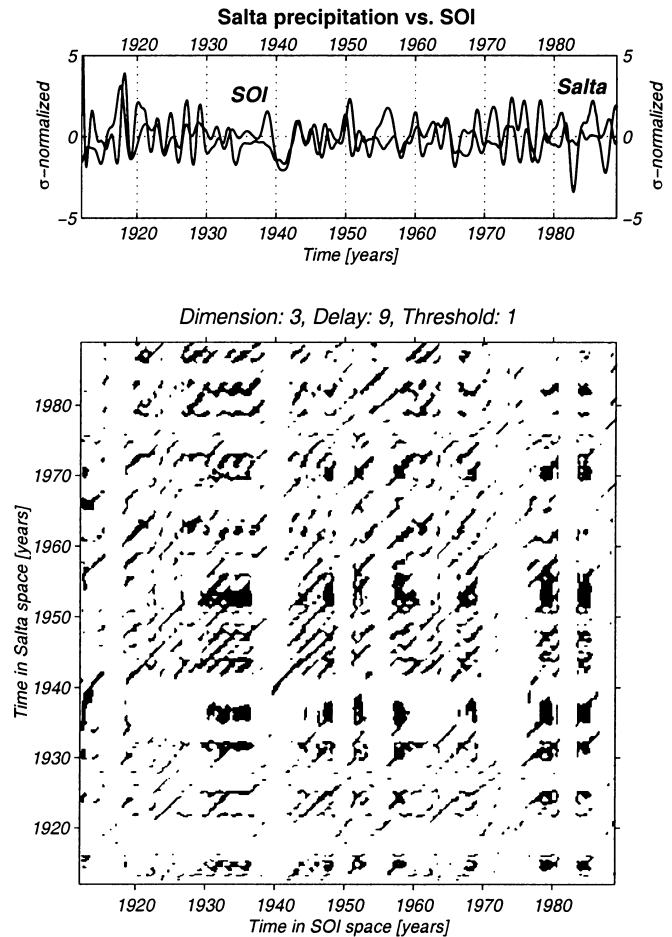 Salta precipitation vs. SOI
1920 1930 1940 1950 1960 1970 1980
5 5
SOI Salta
σ-normalized 0 0 σ-normalized
-5 -5
1920 1930 1940 1950 1960 1970 1980
Time [years]
Dimension: 3, Delay: 9, Threshold: 1
1980
1970
1960
Time in Salta space [years]
1950
1940
1930
1920
1920 1930 1940 1950 1960 1970 1980
Time in SOI space [years]